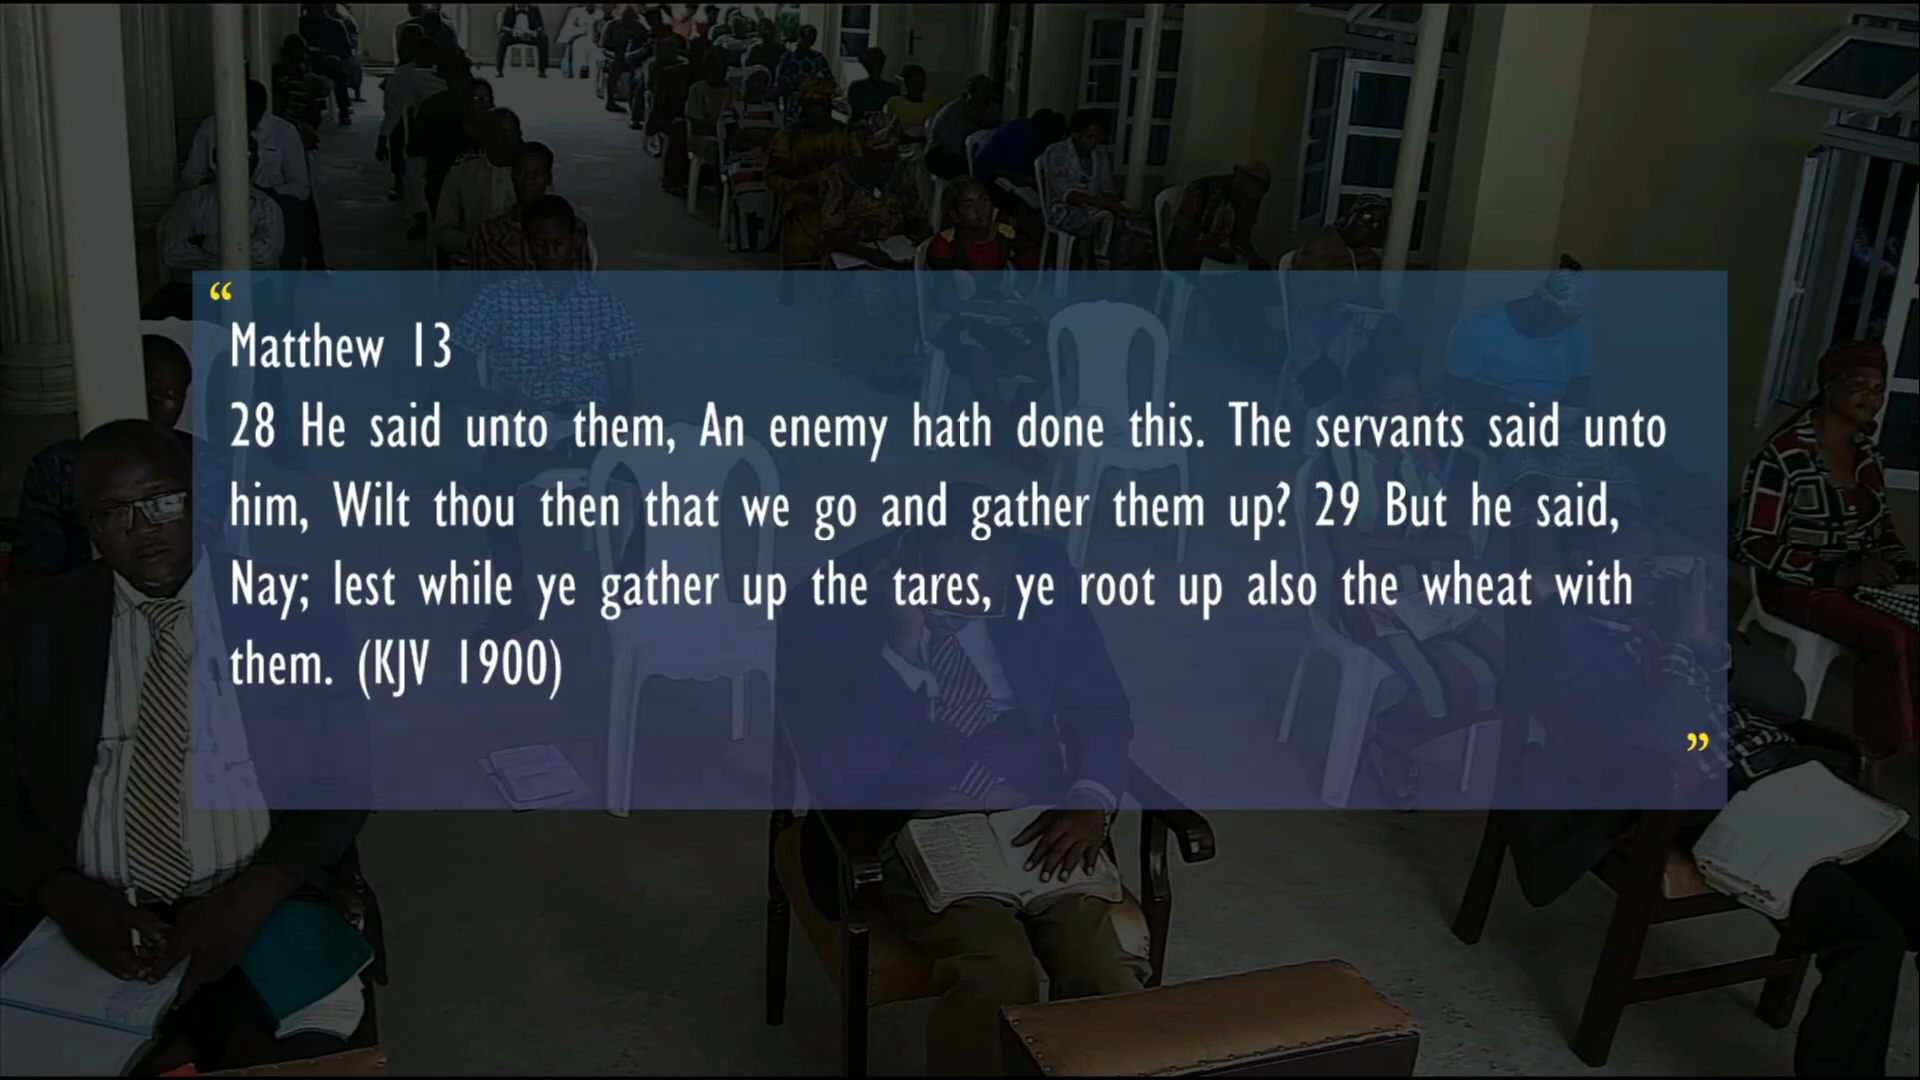 “
Matthew 13
28 He said unto them, An enemy hath done this. The servants said unto
him, Wilt thou then that we go and gather them up? 29 But he said,
Nay; lest while ye gather up the tares, ye root up also the wheat with
them. (KJV 1900)
”